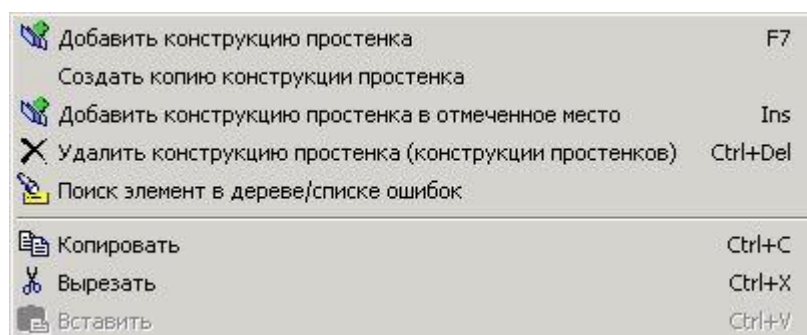 Добавить конструкцию простенка F7
Создать копию конструкции простенка
Добавить конструкцию простенка в отмеченное место Ins
Удалить конструкцию простенка (конструкции простенков) Ctrl+Del
Поиск элемент в дереве/списке ошибок
Копировать Ctrl+C
Вырезать Ctrl+X
Вставить Ctrl+V